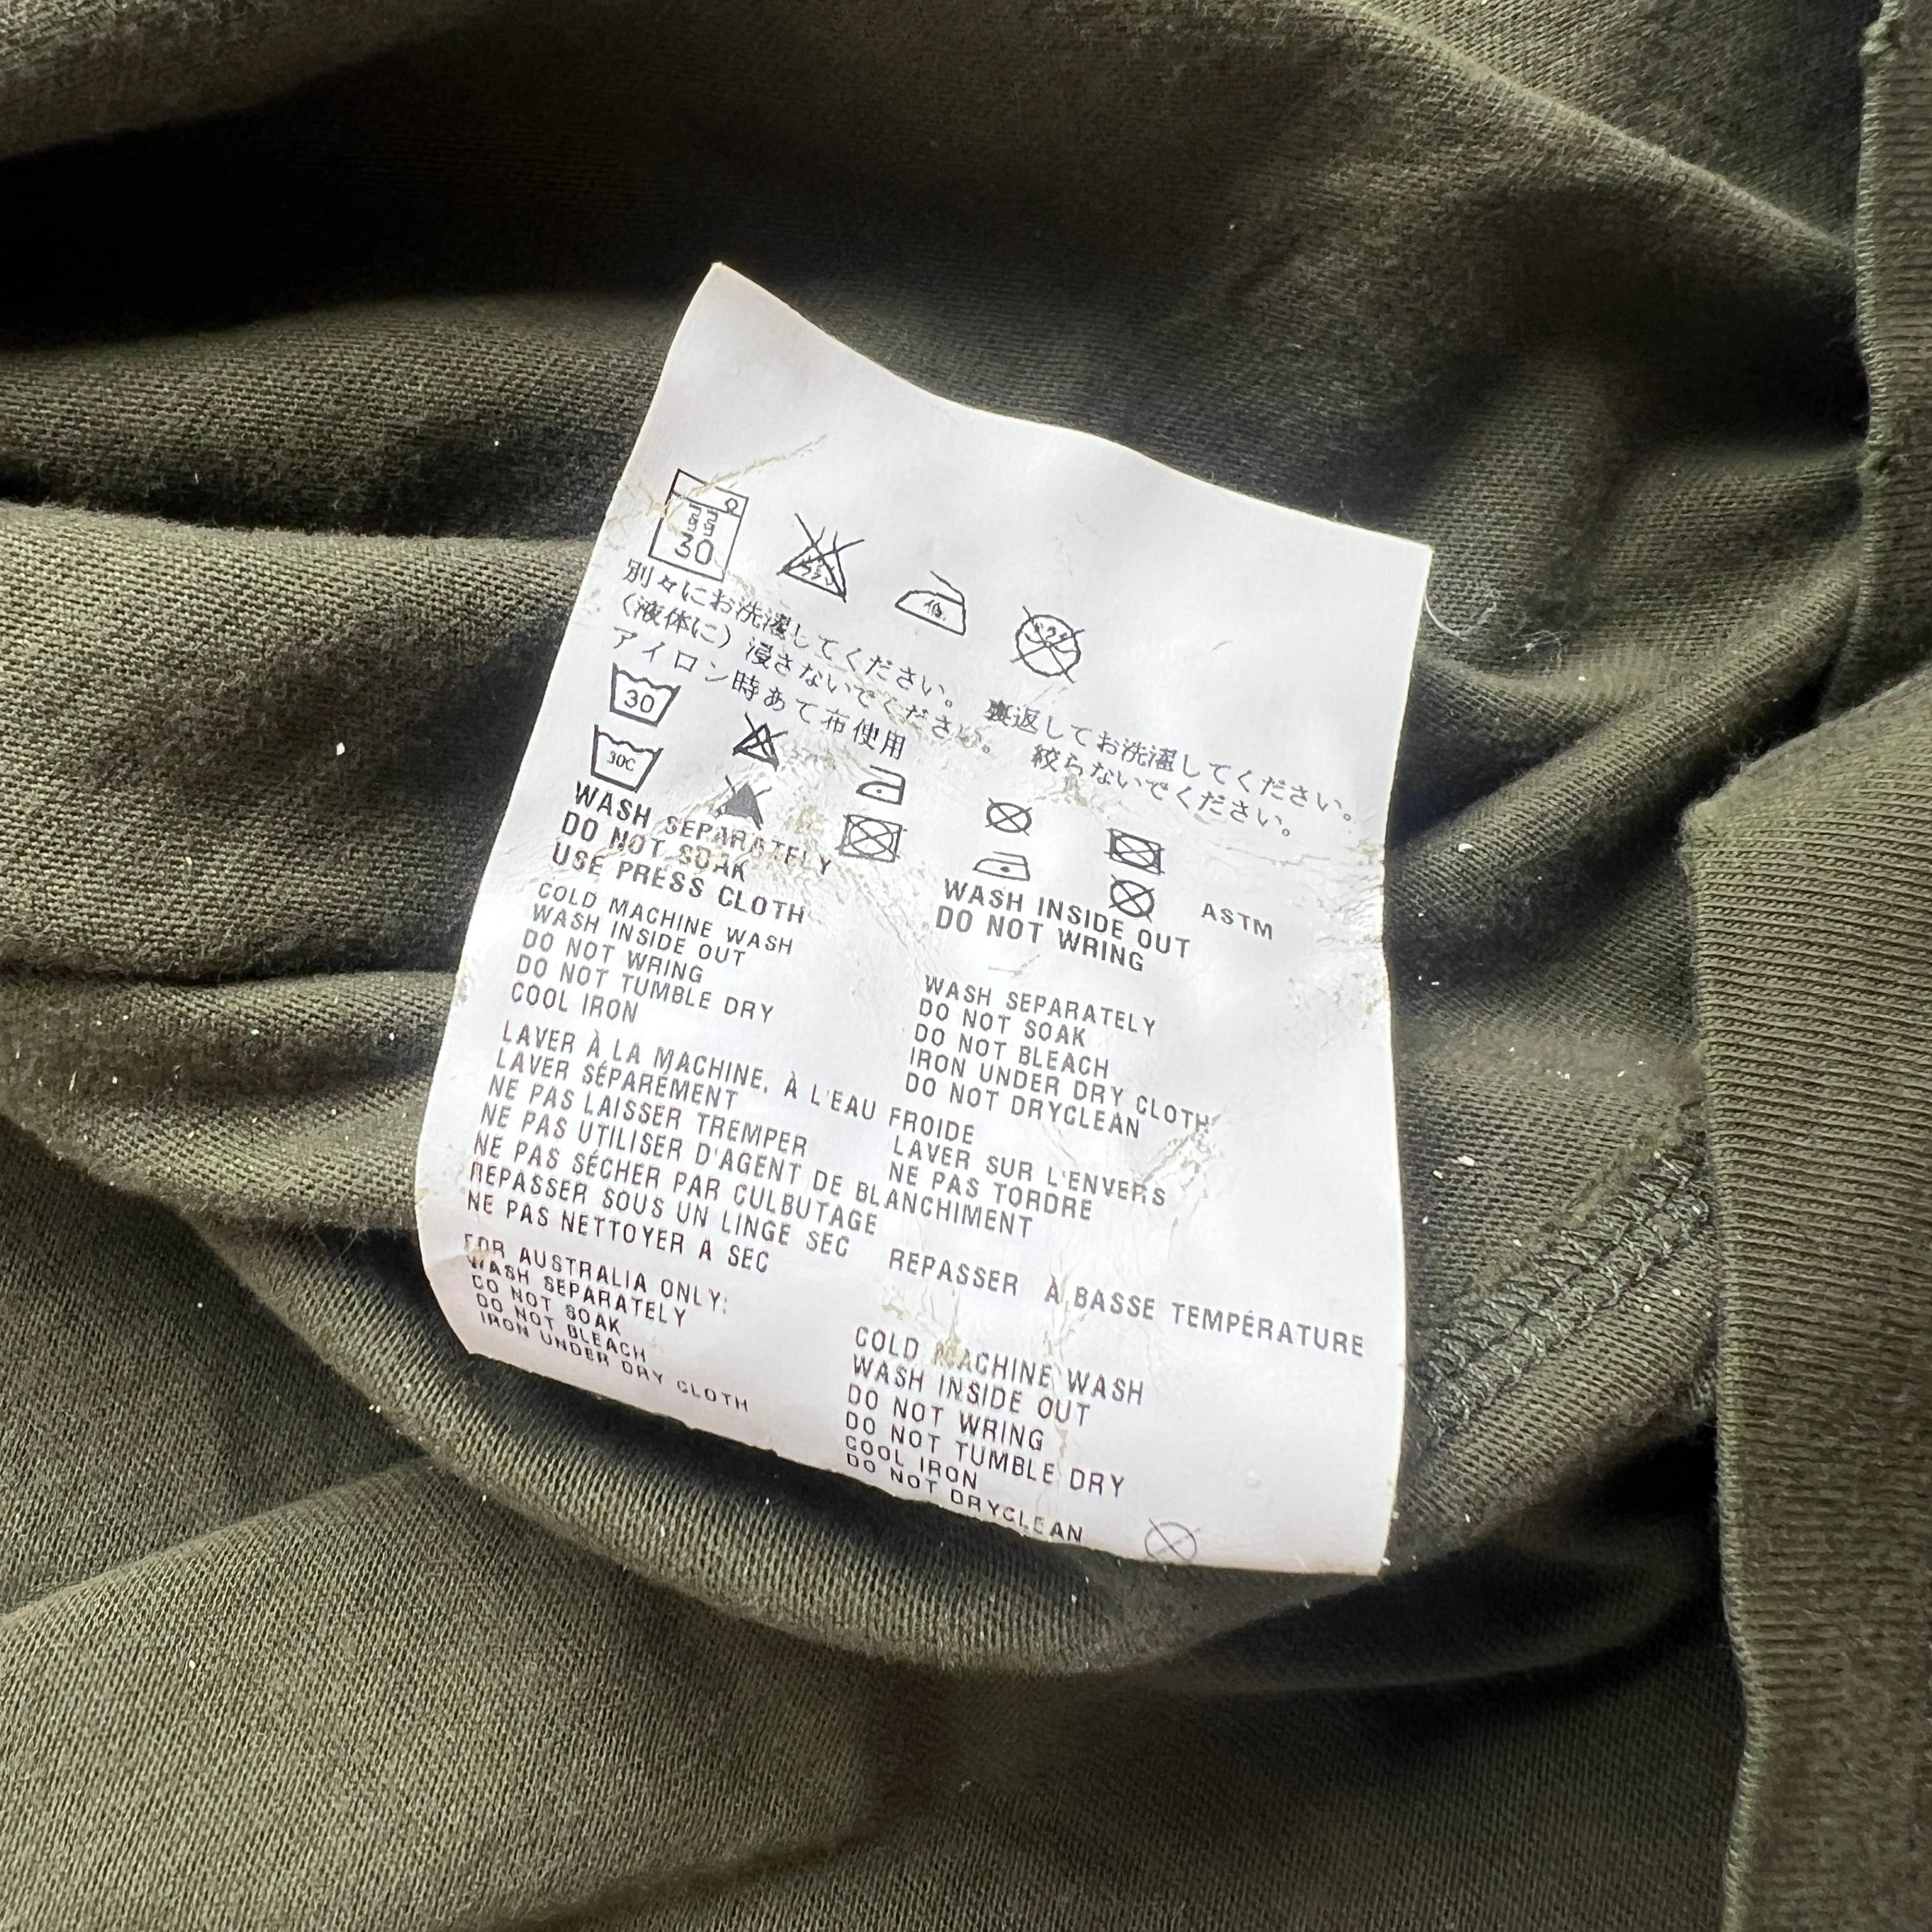 30
別々にお洗濯してください。 裏返してお洗濯してください。
(液体に) 浸さないでください。 絞らないでください。
アイロン時あて布使用
30
30C
ASTM
WASH SEPARATELY WASH INSIDE OUT
DO NOT SOAK DO NOT WRING
USE PRESS CLOTH
COLD MACHINE WASH WASH SEPARATELY
WASH INSIDE OUT DO NOT SOAK
DO NOT WRING DO NOT BLEACH
DO NOT TUMBLE DRY IRON UNDER DRY CLOTH
COOL IRON DO NOT DRYCLEAN
LAVER À LA MACHINE, À L'EAU FROIDE
LAVER SÉPARÉMENT LAVER SUR L'ENVERS
NE PAS LAISSER TREMPER NE PAS TORDRE
NE PAS UTILISER D'AGENT DE BLANCHIMENT
NE PAS SÉCHER PAR CULBUTAGE
REPASSER SOUS UN LINGE SEC REPASSER À BASSE TEMPÉRATURE
NE PAS NETTOYER A SEC
FOR AUSTRALIA ONLY:
WASH SEPARATELY COLD MACHINE WASH
DO NOT SOAK WASH INSIDE OUT
DO NOT BLEACH DO NOT WRING
IRON UNDER DRY CLOTH DO NOT TUMBLE DRY
COOL IRON
DO NOT DRYCLEAN